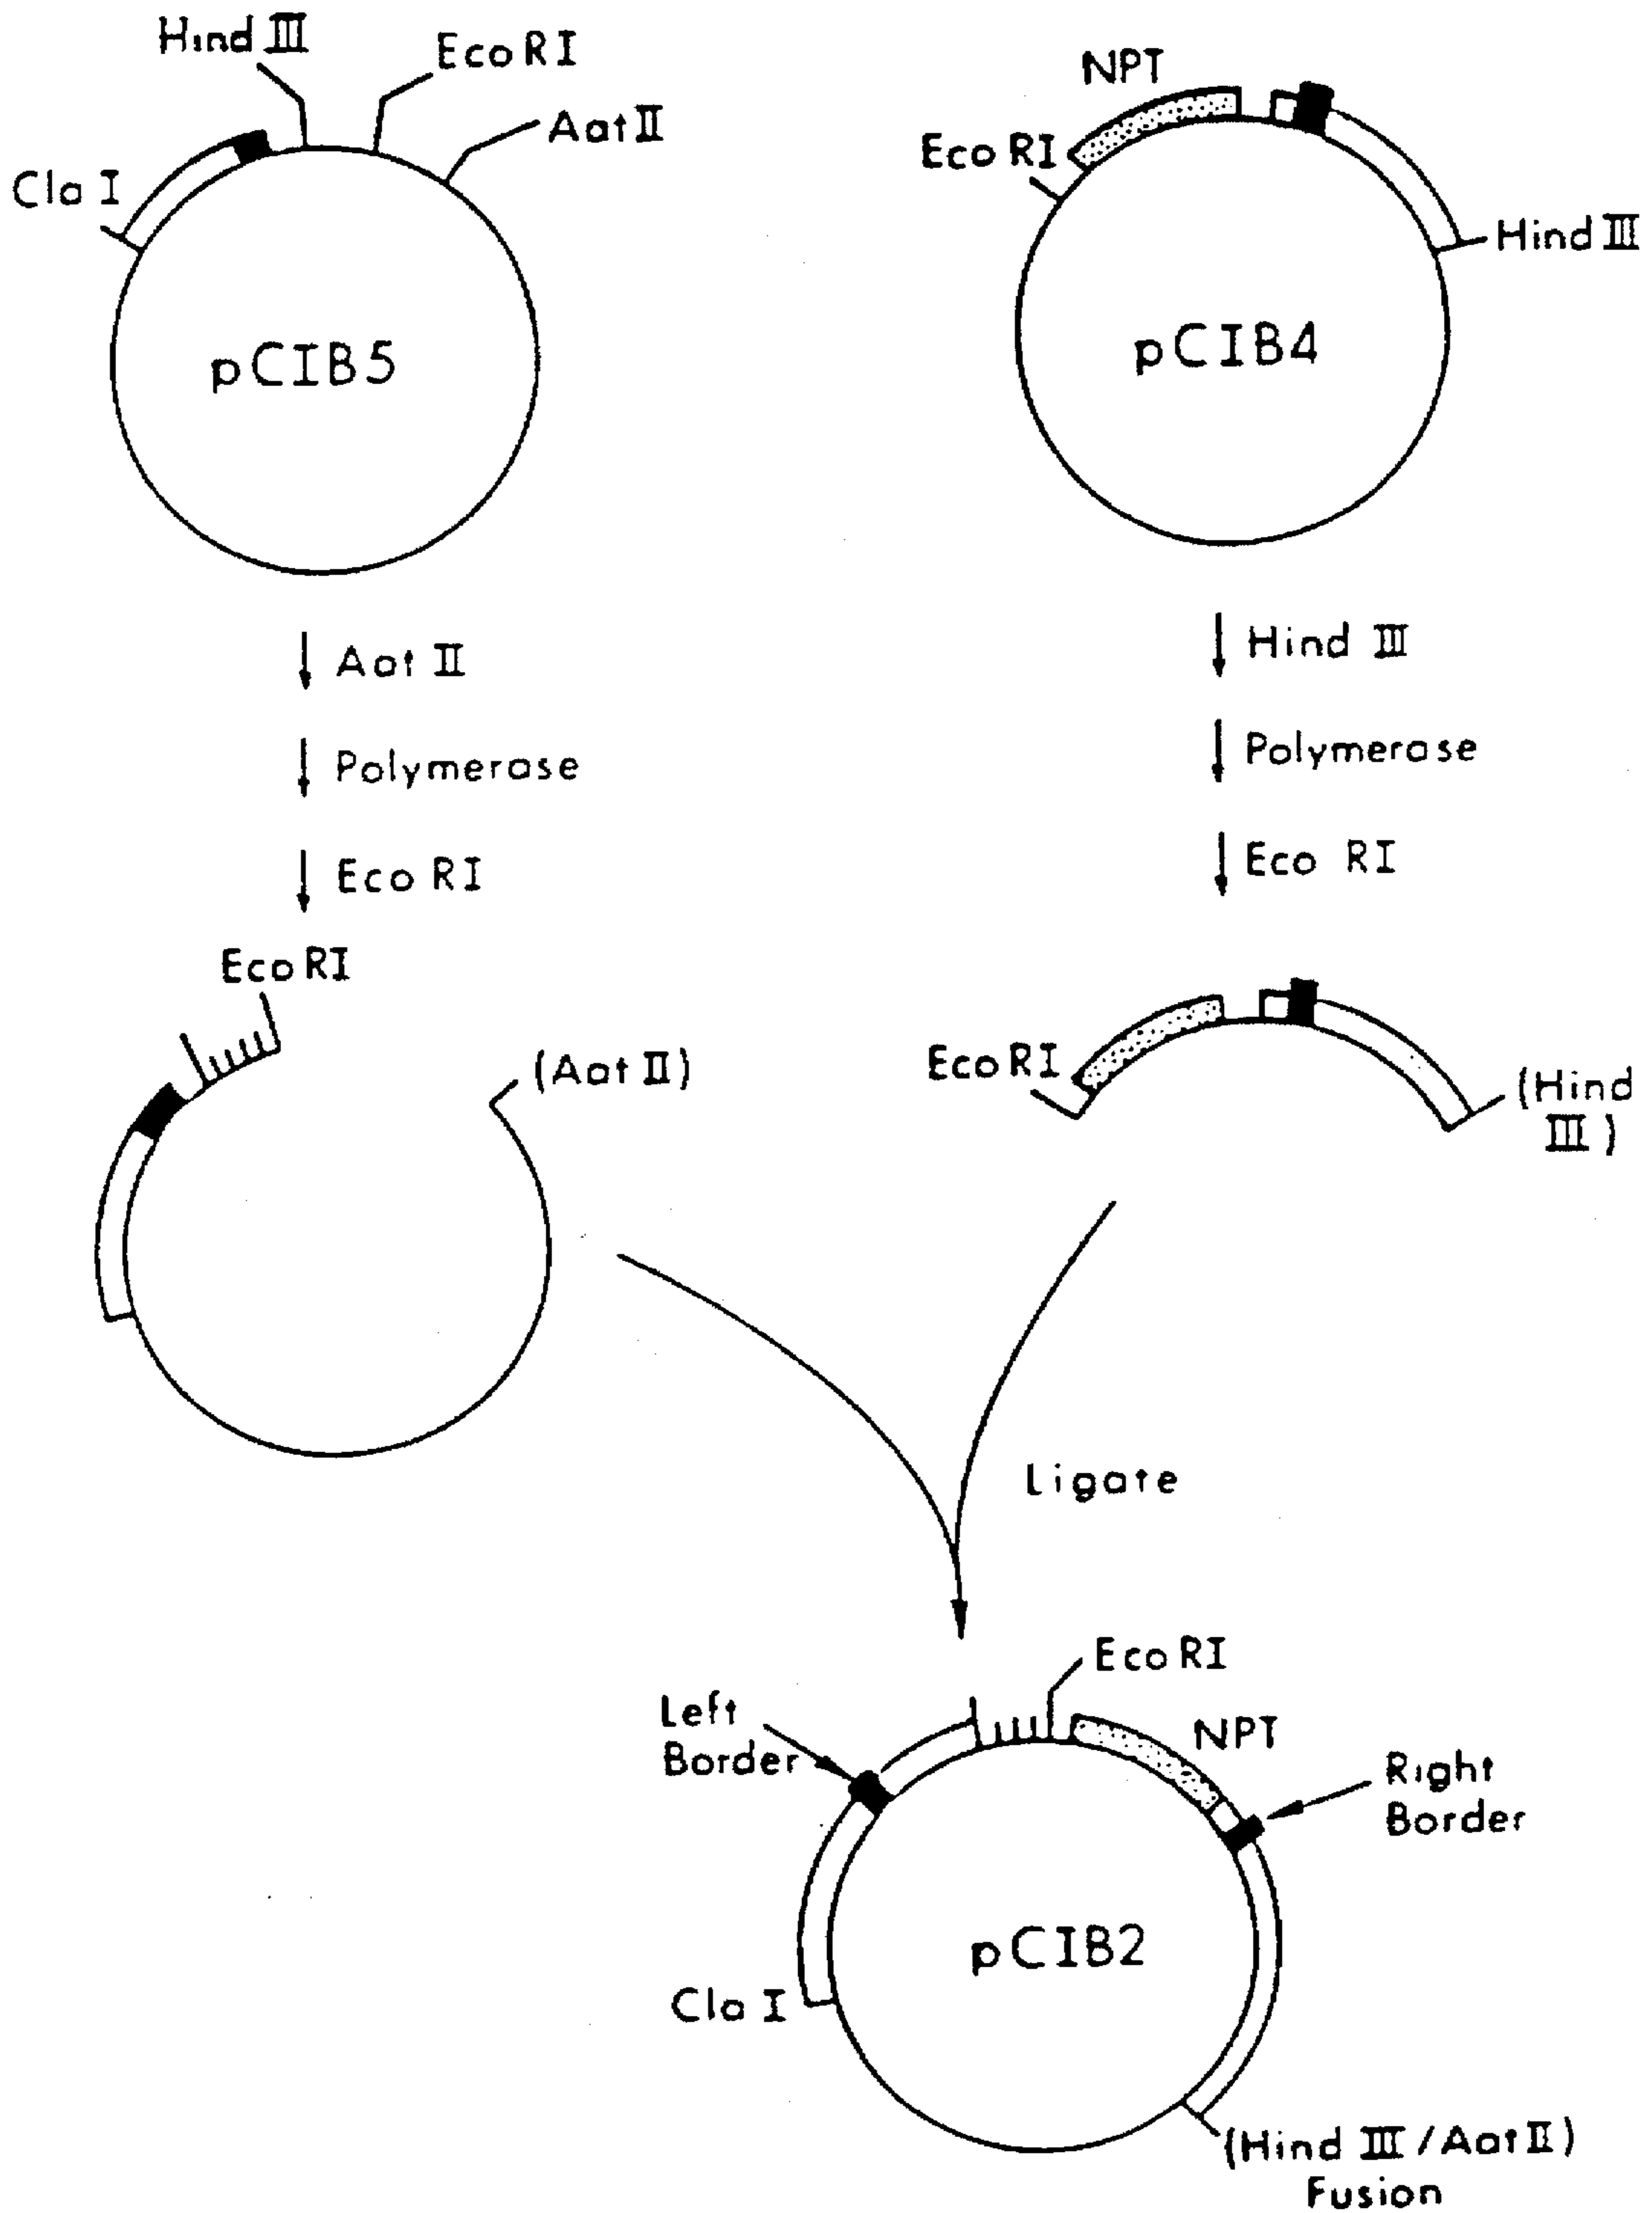 Hind III
Eco RI
Aat II
Cla I
pCIB5
NPT
Eco RI
Hind III
pCIB4
Aat II
Polymerase
Eco RI
Hind III
Polymerase
Eco RI
Eco RI
(Aat II)
Eco RI
(Hind
III)
Ligate
Eco RI
Left
Border
NPT
Right
Border
pCIB2
Cla I
(Hind III / Aat II)
Fusion